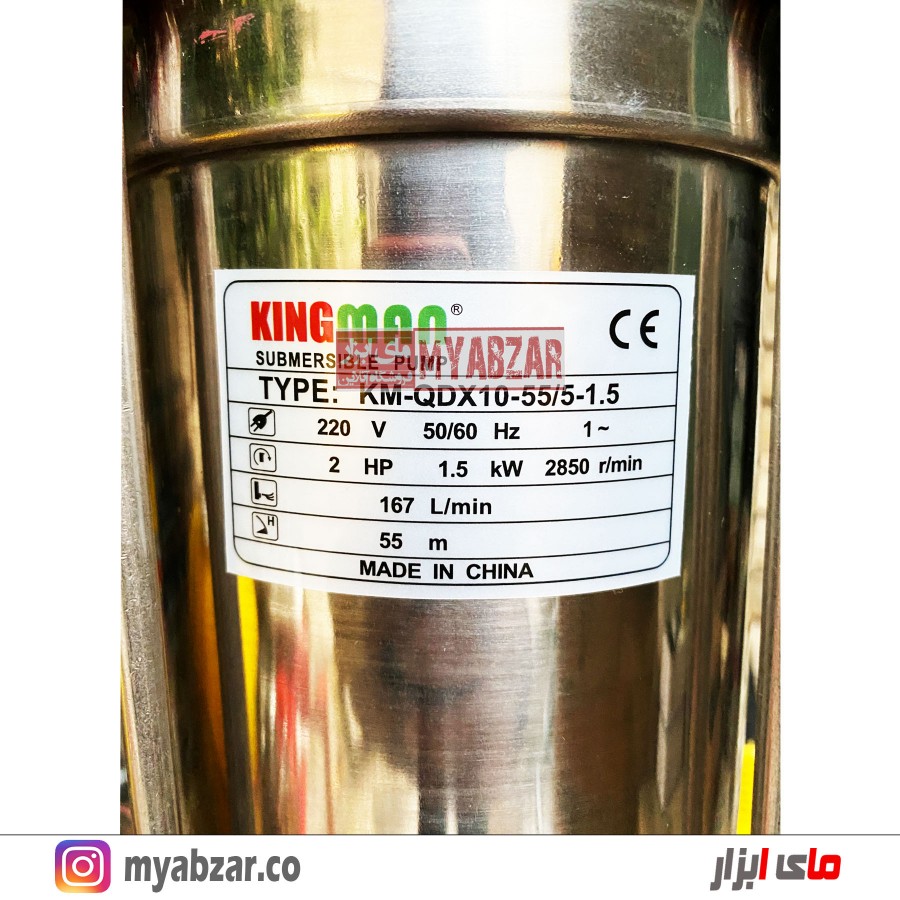 KINGMAN®
CE
SUBMERSIBLE PUMP
MYABZAR
TYPE: KM-QDX10-55/5-1.5
220 V 50/60 Hz 1~
2 HP 1.5 kW 2850 r/min
167 L/min
H
55 m
MADE IN CHINA
myabzar.co
مای ابزار